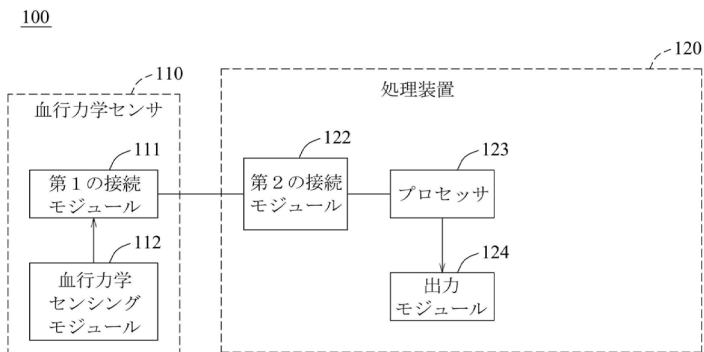 100
110
血行力学センサ
111
第１の接続
モジュール
112
血行力学
センシング
モジュール
120
処理装置
122
第２の接続
モジュール
123
プロセッサ
124
出力
モジュール